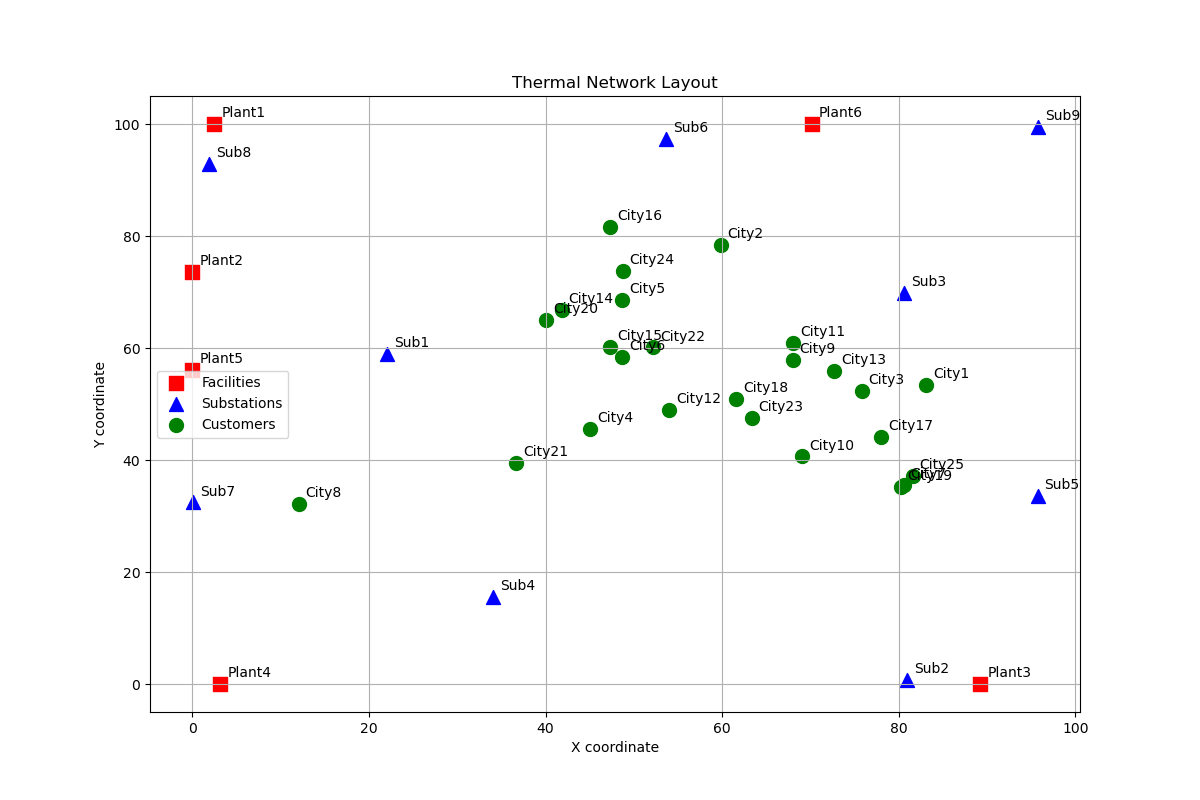 Thermal Network Layout
Plant1
Plant6
Sub9
Sub6
Sub8
City16
City2
Plant2
City24
Sub3
City5
City14
City20
Sub1
City15
City22
City6
City11
City9
Plant5
City13
City1
City3
Facilities
Substations
Customers
City18
City12
City23
City4
City17
City21
City10
City25
City7
City19
Sub7
City8
Sub5
Sub4
Plant4
Sub2
Plant3
100
80
60
40
20
0
Y coordinate
0
20
40
60
80
100
X coordinate